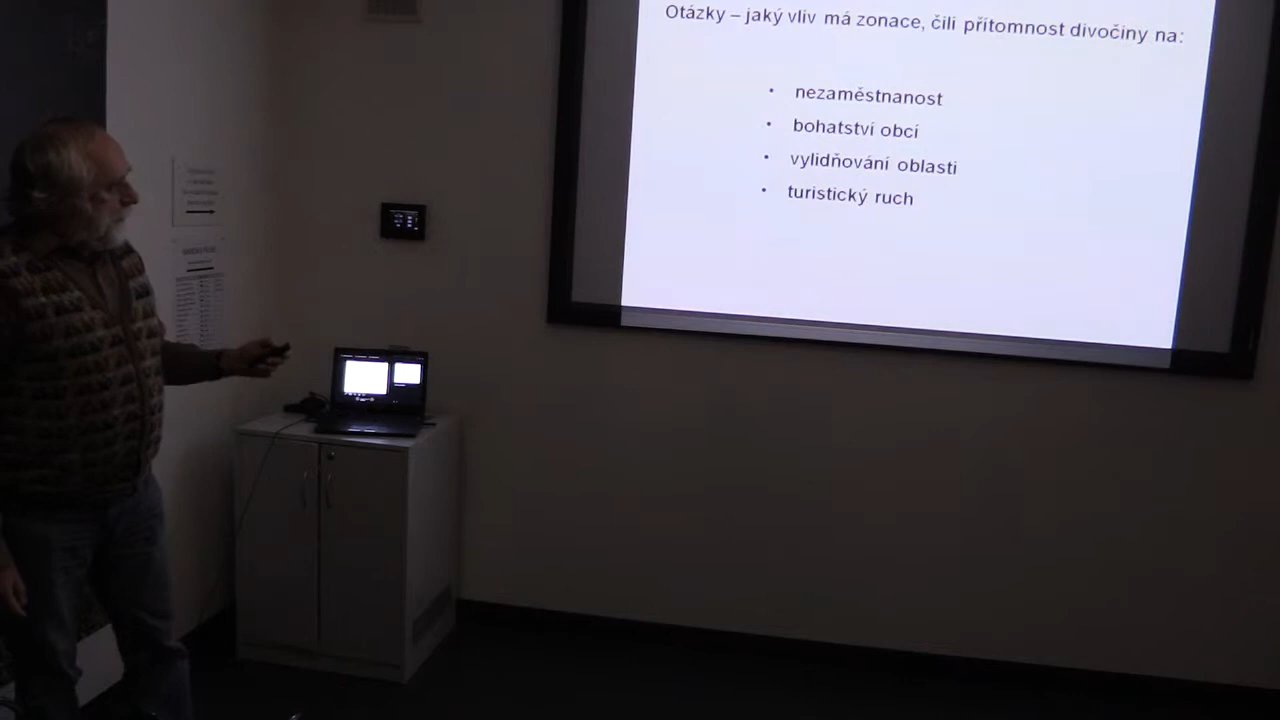 Otázky – jaký vliv má zonace, čili přítomnost divočiny na:
• nezaměstnanost
• bohatství obcí
• vylidňování oblasti
• turistický ruch